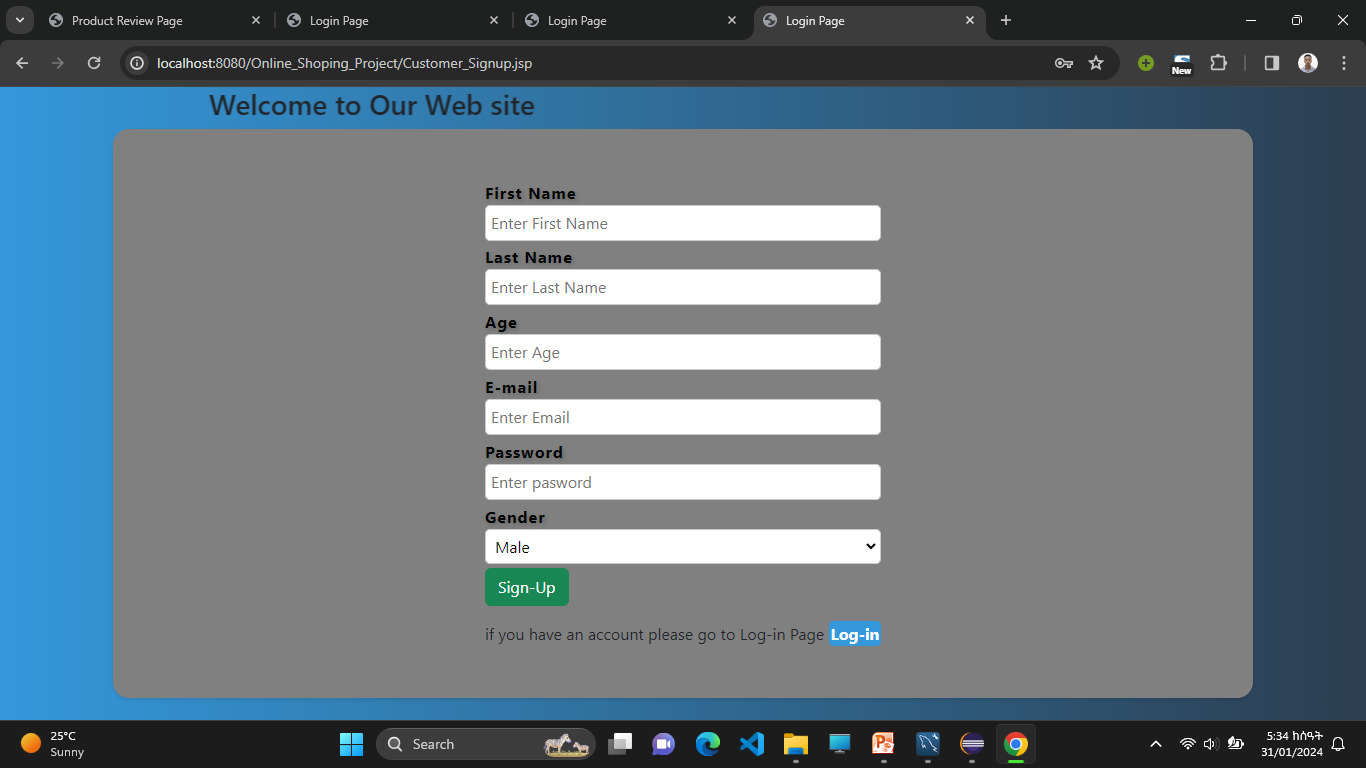 Product Review Page
Login Page
Login Page
Login Page
localhost:8080/Online_Shoping_Project/Customer_Signup.jsp
New
Welcome to Our Web site
First Name
Enter First Name
Last Name
Enter Last Name
Age
Enter Age
E-mail
Enter Email
Password
Enter pasword
Gender
Male
Sign-Up
if you have an account please go to Log-in Page Log-in
25°C
Sunny
Search
5:34 ከሰዓት
31/01/2024